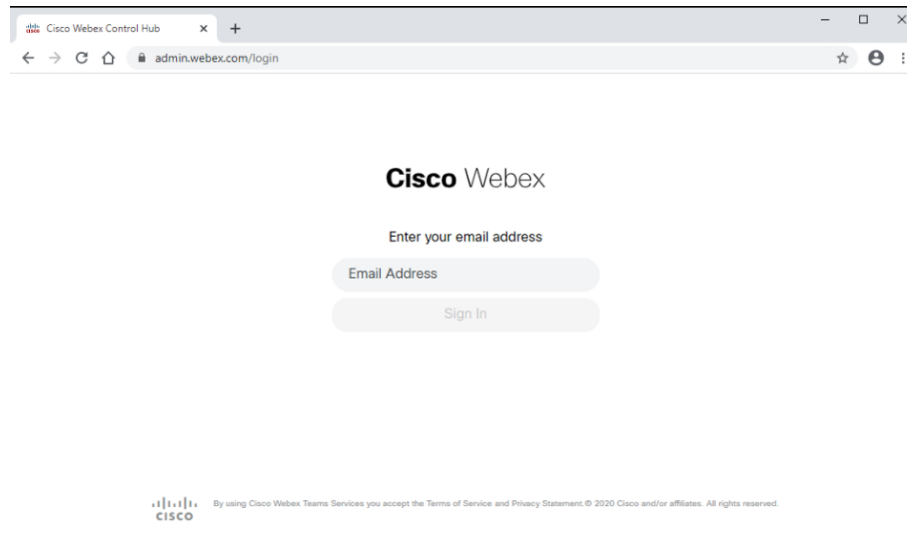 Cisco Webex Control Hub
admin.webex.com/login
Cisco Webex
Enter your email address
Email Address
Sign In
By using Cisco Webex Teams Services you accept the Terms of Service and Privacy Statement.© 2020 Cisco and/or affiliates. All rights reserved.
CISCO